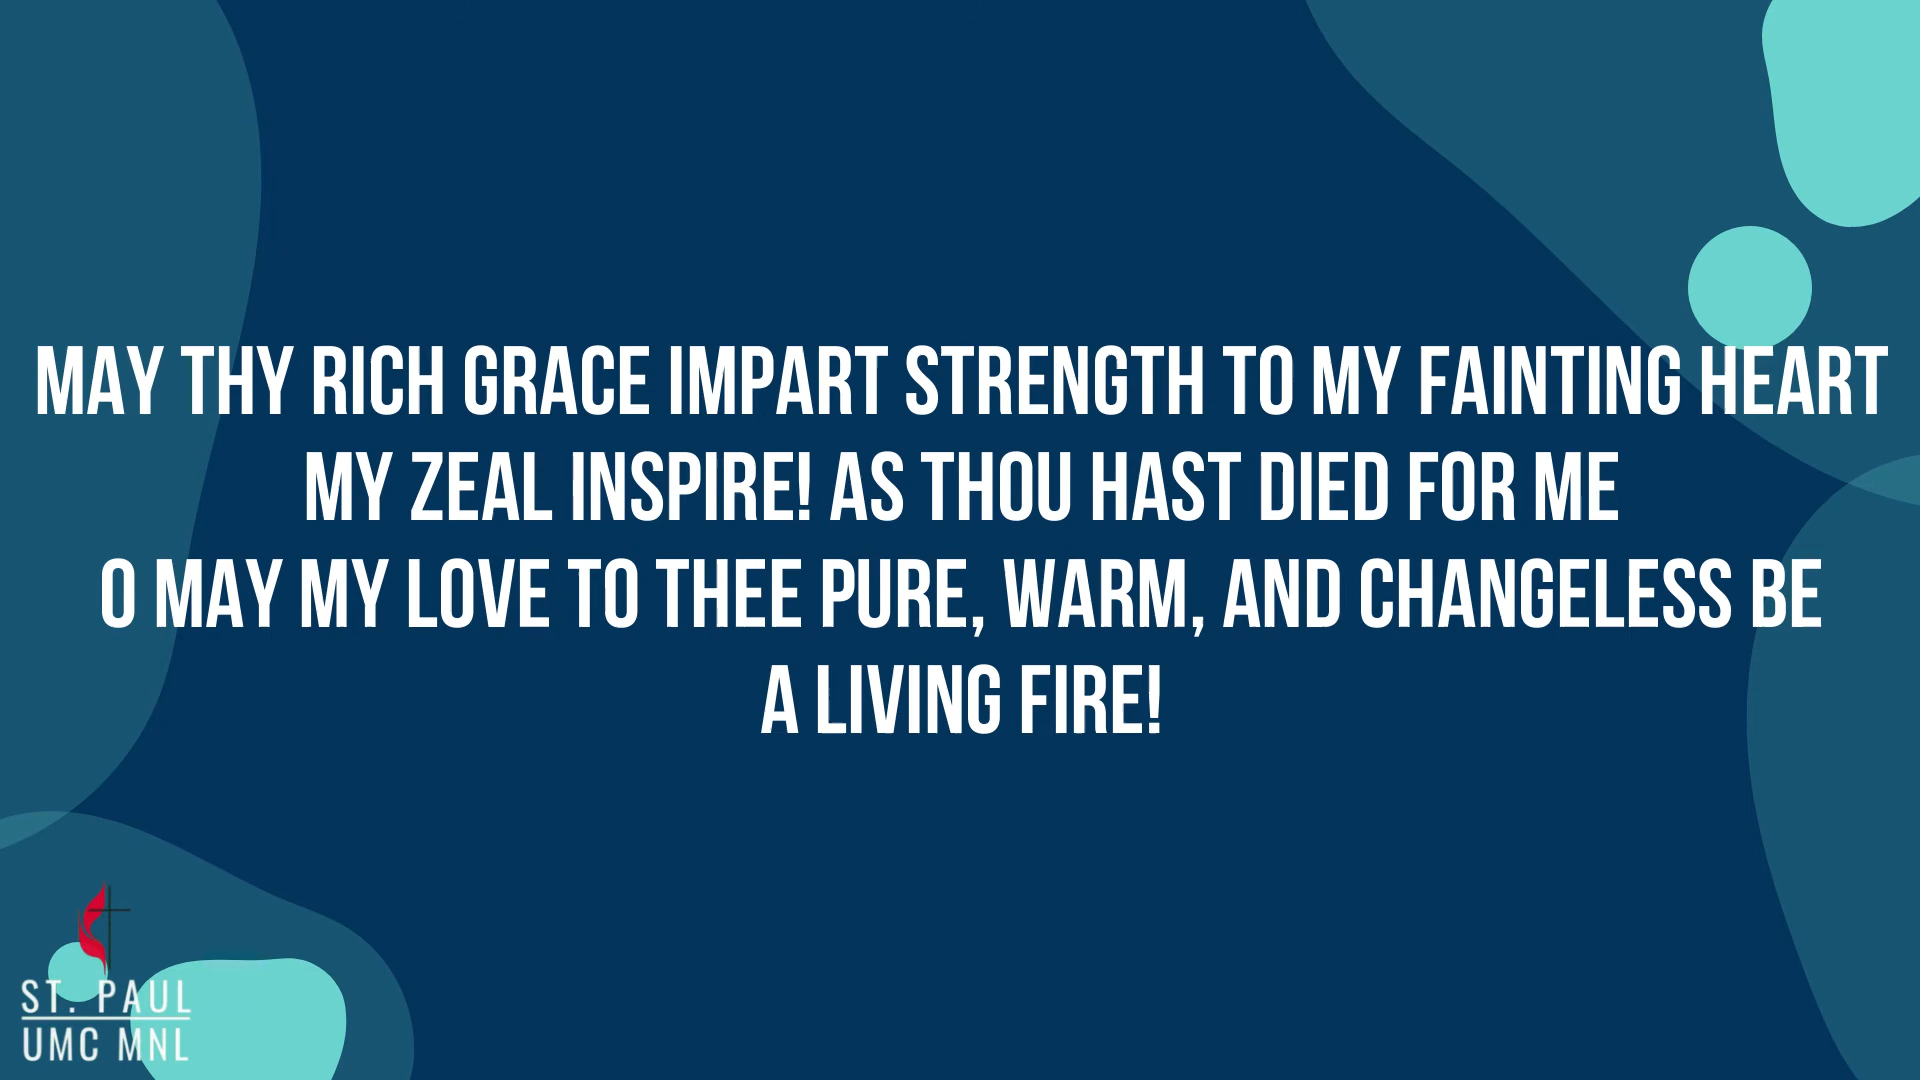 MAY THY RICH GRACE IMPART STRENGTH TO MY FAINTING HEART
MY ZEAL INSPIRE! AS THOU HAST DIED FOR ME
O MAY MY LOVE TO THEE PURE, WARM, AND CHANGELESS BE
A LIVING FIRE!
ST. PAUL
UMC MNL